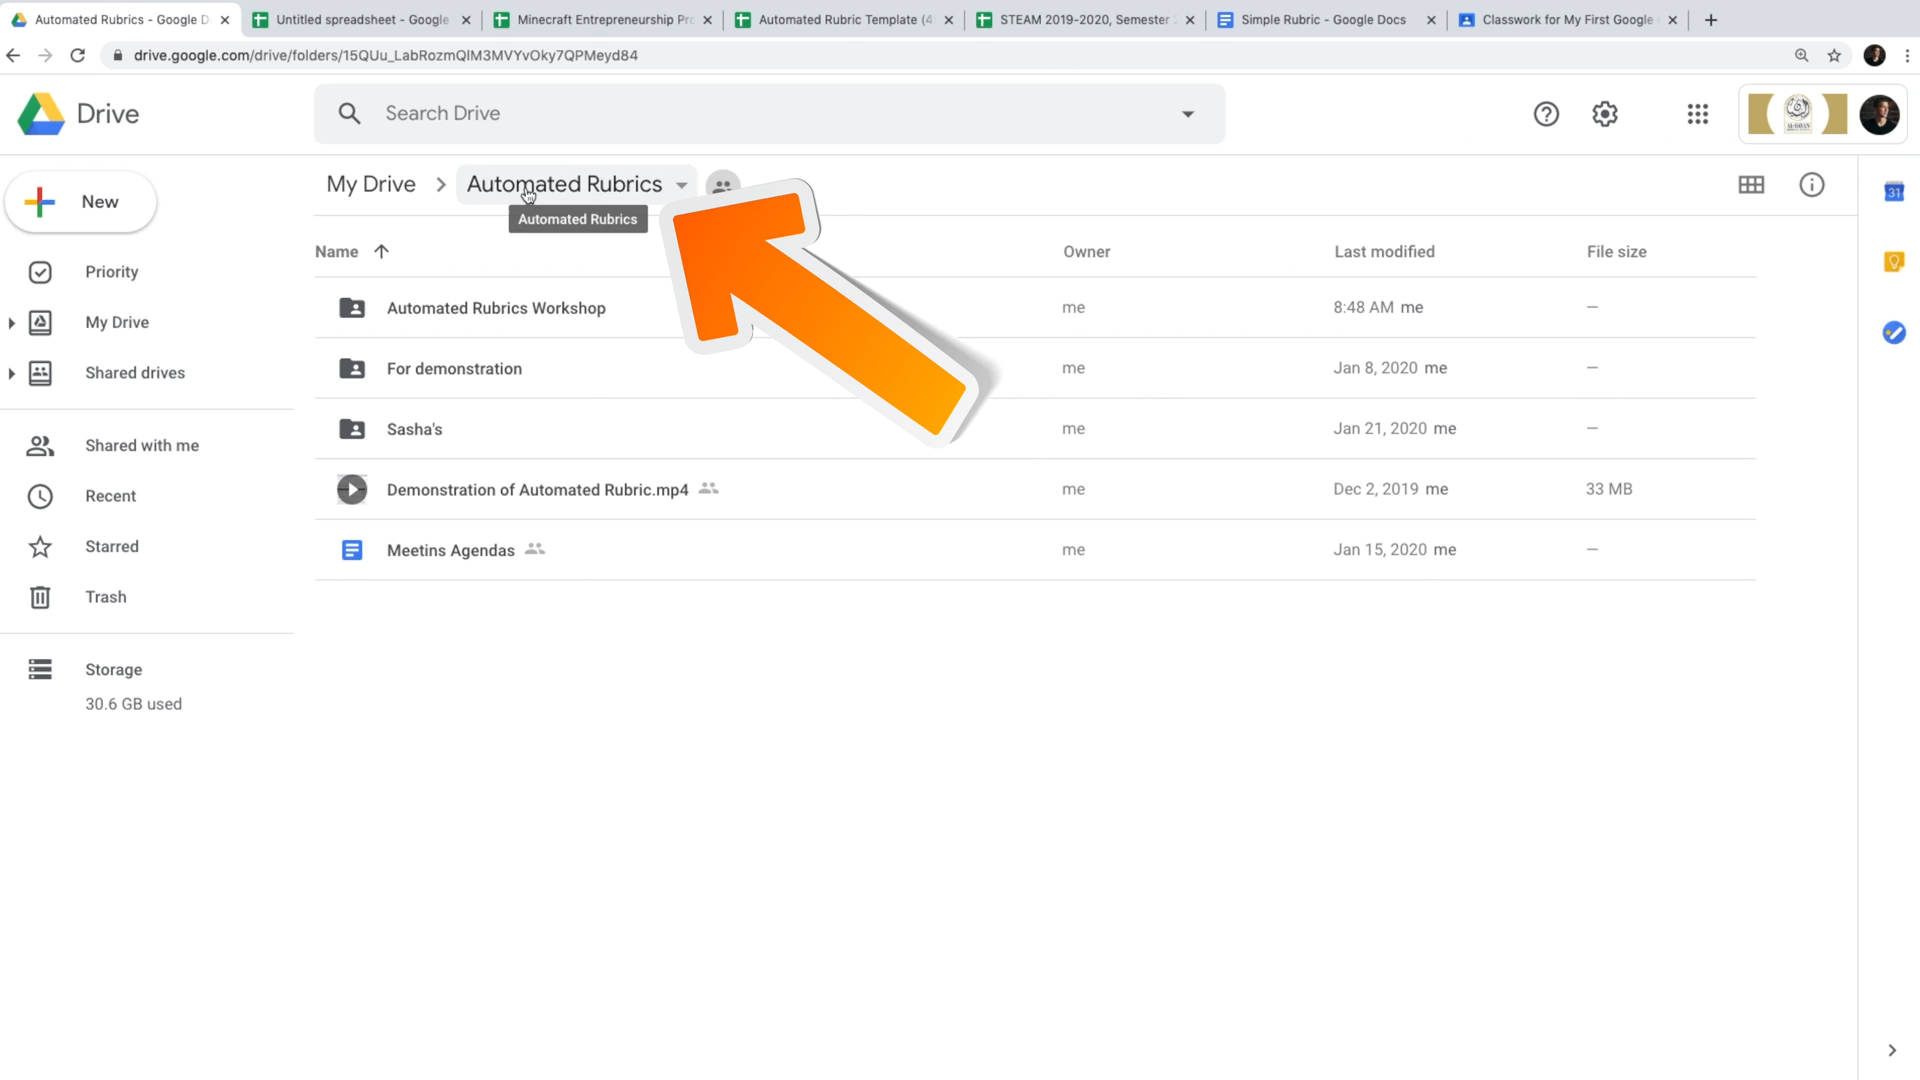 Automated Rubrics - Google D
Untitled spreadsheet - Google
Minecraft Entrepreneurship Pro
Automated Rubric Template (4
STEAM 2019-2020, Semester
Simple Rubric - Google Docs
Classwork for My First Google
drive.google.com/drive/folders/15QUu_LabRozmQlM3MVYvOky7QPMeyd84
Drive
Search Drive
My Drive
Automated Rubrics
Automated Rubrics
New
Name
Owner
Last modified
File size
Priority
My Drive
Shared drives
Shared with me
Recent
Starred
Trash
Storage
30.6 GB used
Automated Rubrics Workshop
me
8:48 AM me
—
For demonstration
me
Jan 8, 2020 me
—
Sasha's
me
Jan 21, 2020 me
—
Demonstration of Automated Rubric.mp4
me
Dec 2, 2019 me
33 MB
Meetins Agendas
me
Jan 15, 2020 me
—
31